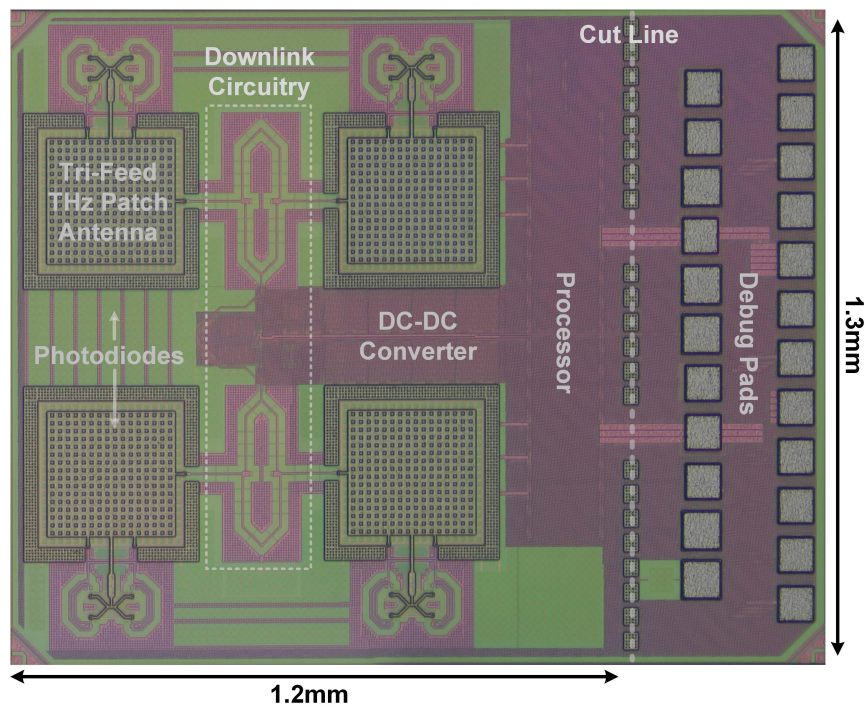 Cut Line
Downlink
Circuitry
Tri-Feed
THz Patch
Antenna
Photodiodes
DC-DC
Converter
Processor
Debug Pads
1.3mm
1.2mm